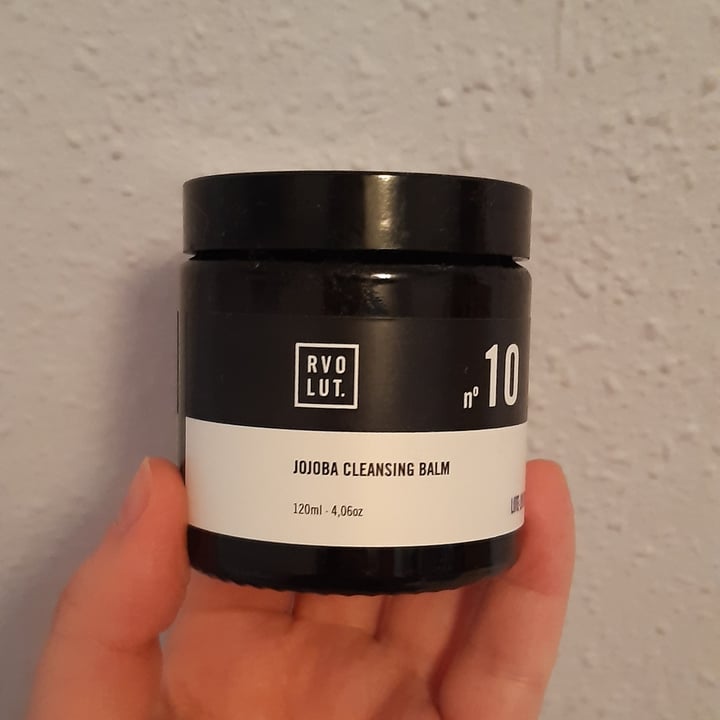 RVO
LUT.
nº 10
JOJOBA CLEANSING BALM
120ml - 4,06oz